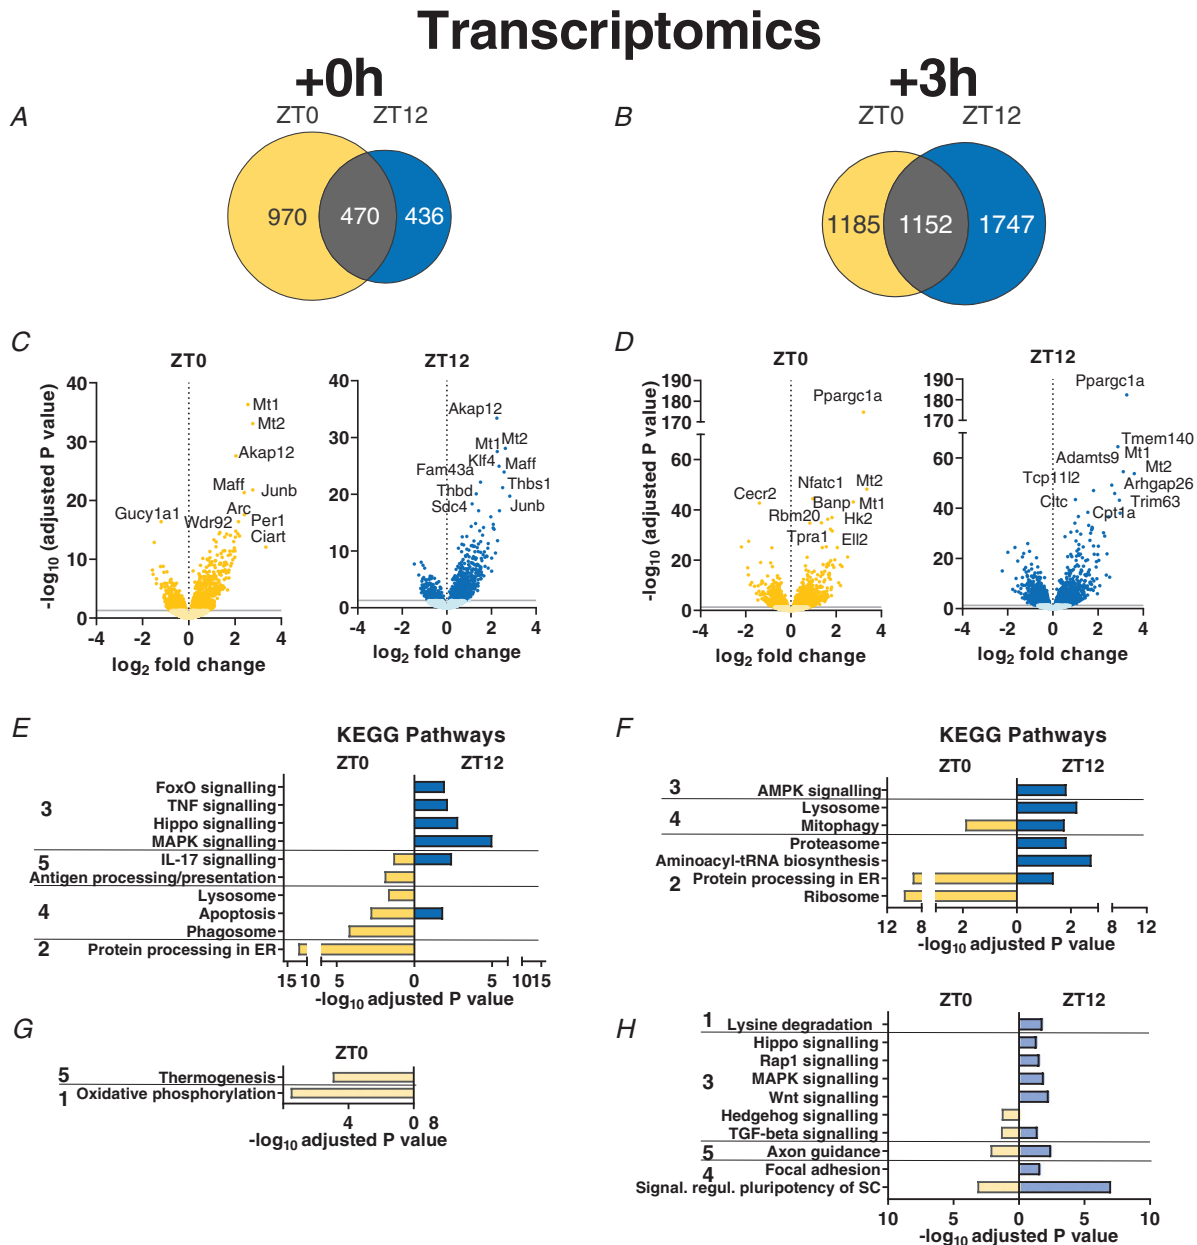 Transcriptomics
+0h
+3h
A
ZT0
ZT12
970
470
436
B
ZT0
ZT12
1185
1152
1747
C
ZT0
-log10 (adjusted P value)
40
30
20
10
0
Mt1
Mt2
Akap12
Maff
Junb
Arc
Gucy1a1
Wdr92
Per1
Ciart
-4
-2
0
2
4
log2 fold change
ZT12
40
30
20
10
0
Akap12
Mt1
Mt2
Klf4
Maff
Fam43a
Thbs1
Thbd
Sdc4
Junb
-4
-2
0
2
4
log2 fold change
D
ZT0
-log10 (adjusted P value)
190
180
170
60
40
20
0
Ppargc1a
Nfatc1
Mt2
Cecr2
Banp
Mt1
Rbm20
Hk2
Tpra1
Ell2
-4
-2
0
2
4
log2 fold change
ZT12
190
180
170
60
40
20
0
Ppargc1a
Tmem140
Adamts9
Mt1
Mt2
Tcp11l2
Arhgap26
Trim63
Cpt1a
-4
-2
0
2
4
log2 fold change
E
KEGG Pathways
ZT0
ZT12
3
FoxO signalling
TNF signalling
Hippo signalling
MAPK signalling
5
IL-17 signalling
Antigen processing/presentation
4
Lysosome
Apoptosis
Phagosome
2
Protein processing in ER
15
10
5
0
5
10
15
-log10 adjusted P value
F
KEGG Pathways
ZT0
ZT12
3
AMPK signalling
4
Lysosome
Mitophagy
2
Proteasome
Aminoacyl-tRNA biosynthesis
Protein processing in ER
Ribosome
12
8
2
0
2
8
12
-log10 adjusted P value
G
ZT0
5
Thermogenesis
1
Oxidative phosphorylation
4
0
8
-log10 adjusted P value
H
ZT0
ZT12
1
Lysine degradation
3
Hippo signalling
Rap1 signalling
MAPK signalling
Wnt signalling
Hedgehog signalling
TGF-beta signalling
5
Axon guidance
4
Focal adhesion
Signal. regul. pluripotency of SC
10
5
0
5
10
-log10 adjusted P value